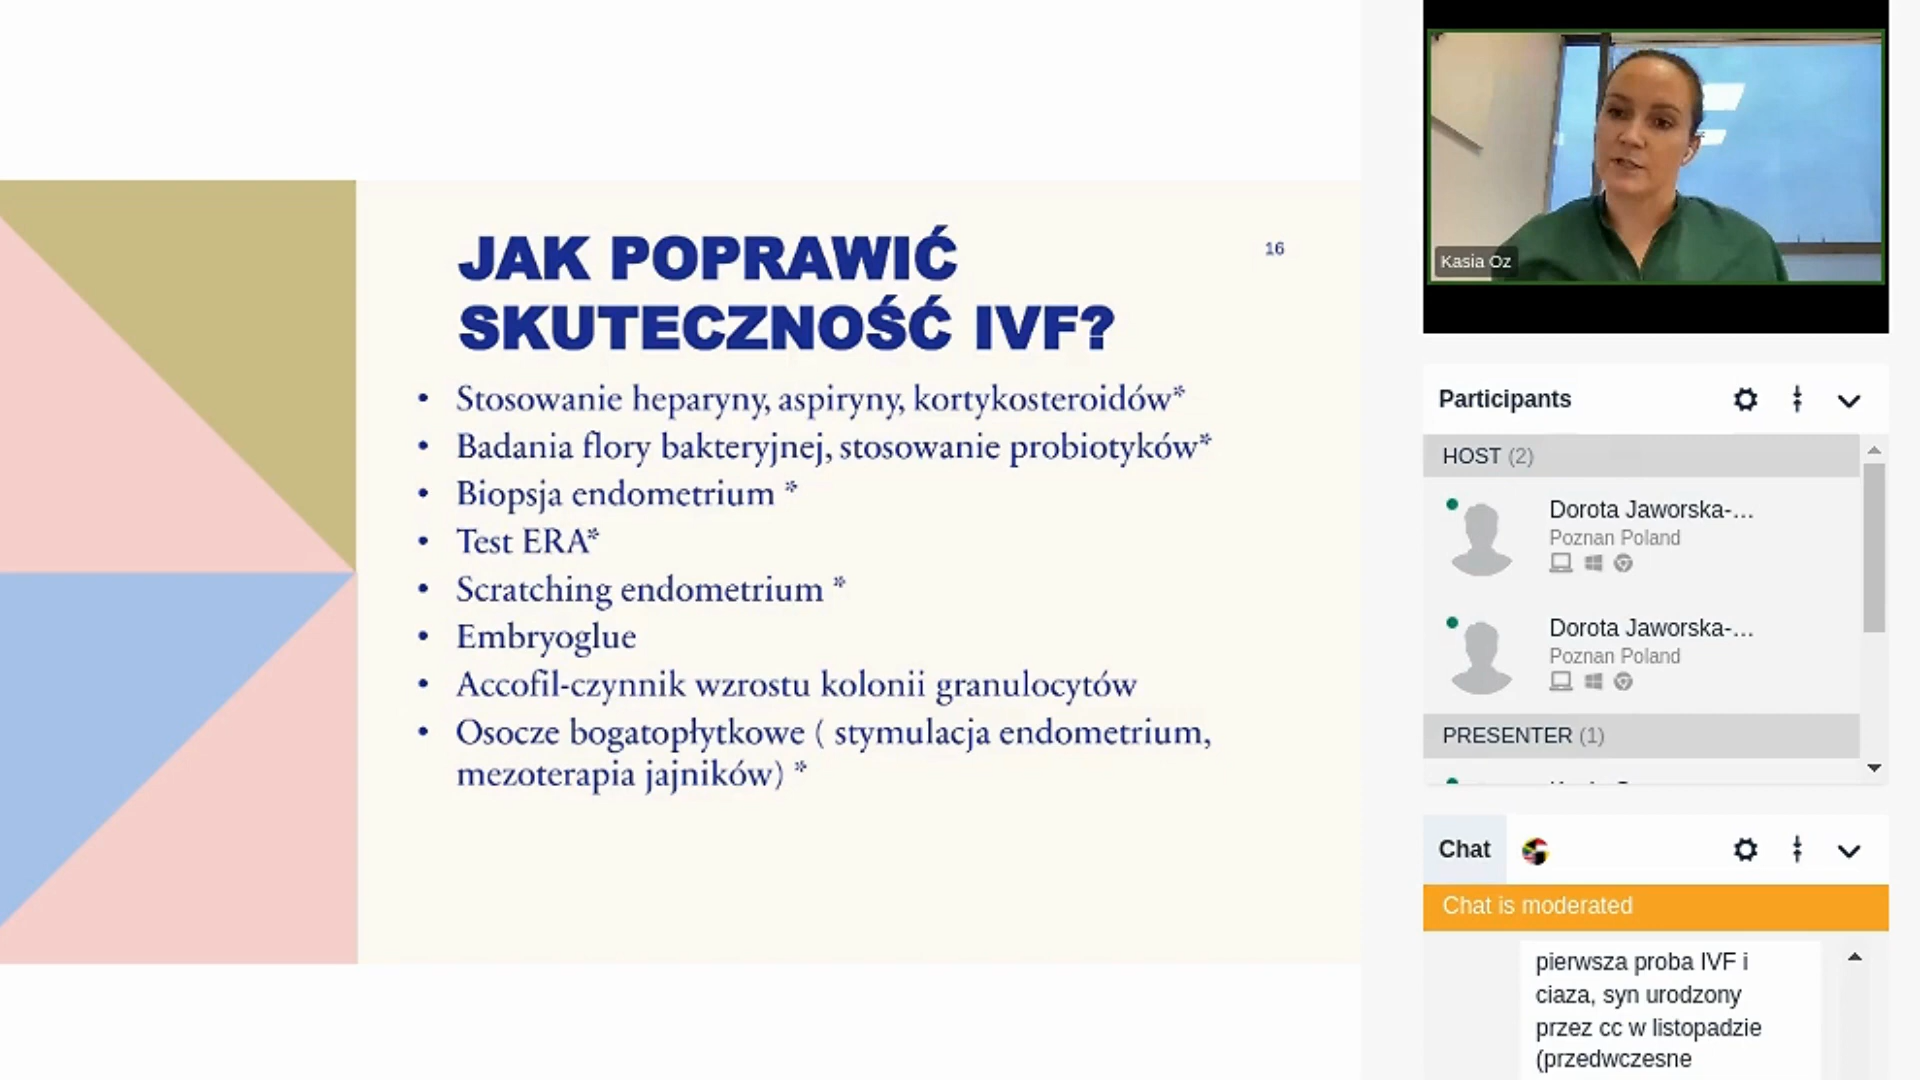 JAK POPRAWIĆ
SKUTECZNOŚĆ IVF?
16
• Stosowanie heparyny, aspiryny, kortykosteroidów*
• Badania flory bakteryjnej, stosowanie probiotyków*
• Biopsja endometrium *
• Test ERA*
• Scratching endometrium *
• Embryoglue
• Accofil-czynnik wzrostu kolonii granulocytów
• Osocze bogatopłytkowe ( stymulacja endometrium,
mezoterapia jajników) *
Kasia Oz
Participants
HOST (2)
Dorota Jaworska-...
Poznan Poland
Dorota Jaworska-...
Poznan Poland
PRESENTER (1)
Chat
Chat is moderated
pierwsza proba IVF i
ciaza, syn urodzony
przez cc w listopadzie
(przedwczesne